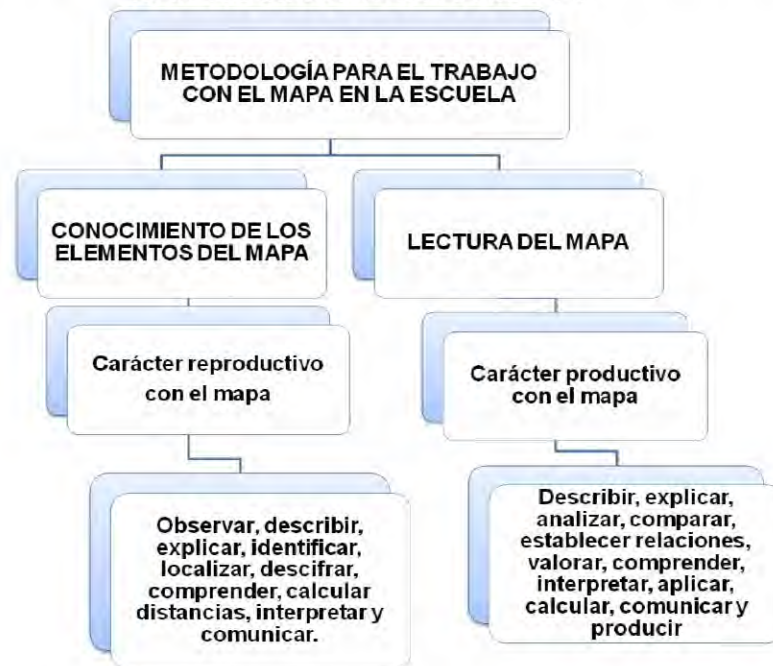 METODOLOGÍA PARA EL TRABAJO
CON EL MAPA EN LA ESCUELA
CONOCIMIENTO DE LOS
ELEMENTOS DEL MAPA
LECTURA DEL MAPA
Carácter reproductivo
con el mapa
Carácter productivo
con el mapa
Observar, describir,
explicar, identificar,
localizar, descifrar,
comprender, calcular
distancias, interpretar y
comunicar.
Describir, explicar,
analizar, comparar,
establecer relaciones,
valorar, comprender,
interpretar, aplicar,
calcular, comunicar y
producir